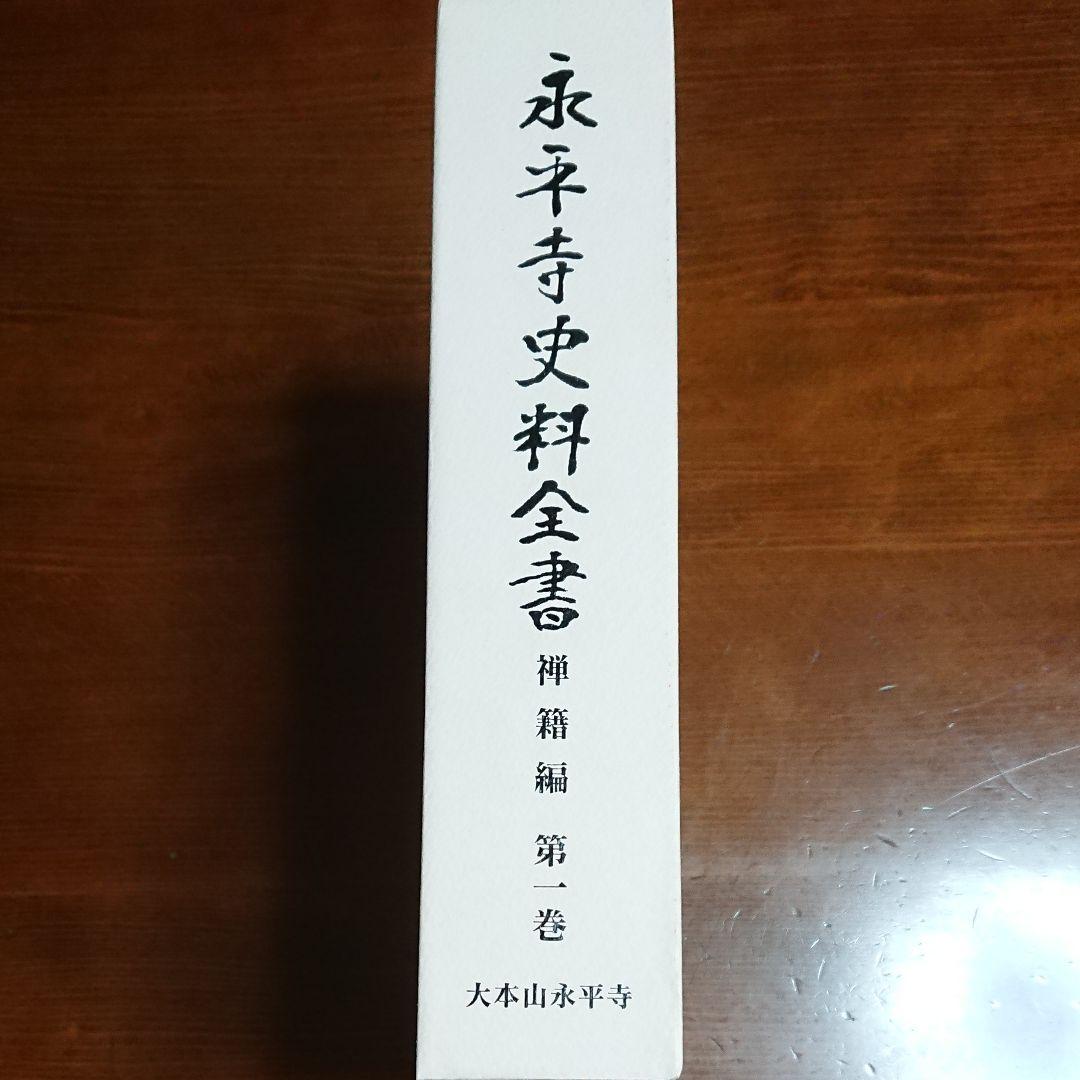 永平寺史料全書
禅籍編 第一巻
大本山永平寺